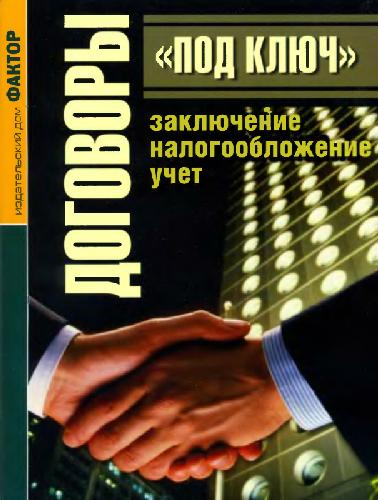 издательский дом ФАКТОР
ДОГОВОРЫ
«ПОД КЛЮЧ»
заключение
налогообложение
учет